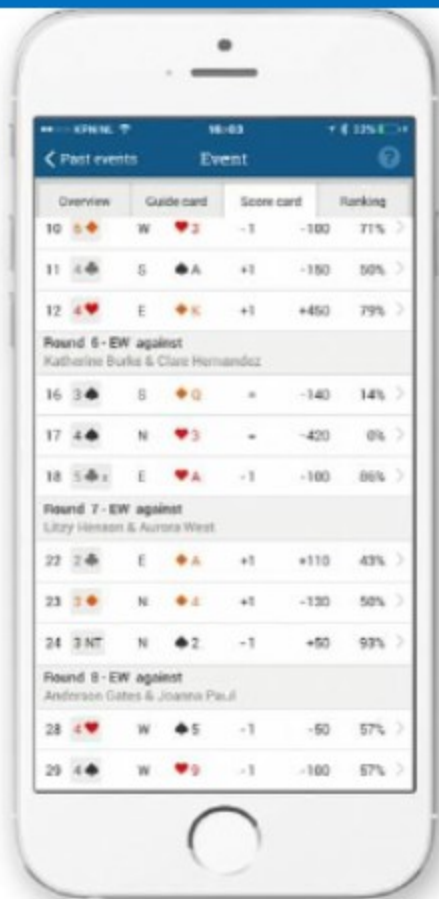 KPN NL 16:03 33%
Past events Event ?
Overview Guide card Score card Ranking
10 5♦ W ♥3 -1 -100 71% >
11 4♣ S ♠A +1 -150 50% >
12 4♥ E ♦K +1 +450 79% >
Round 6 - EW against
Katherine Burke & Clare Hernandez
16 3♠ S ♦Q = -140 14% >
17 4♠ N ♥3 = -420 0% >
18 5♣x E ♥A -1 -100 86% >
Round 7 - EW against
Litzy Henson & Aurora West
22 2♣ E ♦A +1 +110 43% >
23 3♦ N ♦4 +1 -130 50% >
24 3 NT N ♠2 -1 +50 93% >
Round 8 - EW against
Anderson Gates & Joanna Paul
28 4♥ W ♠5 -1 -50 57% >
29 4♠ W ♥9 -1 -100 57% >